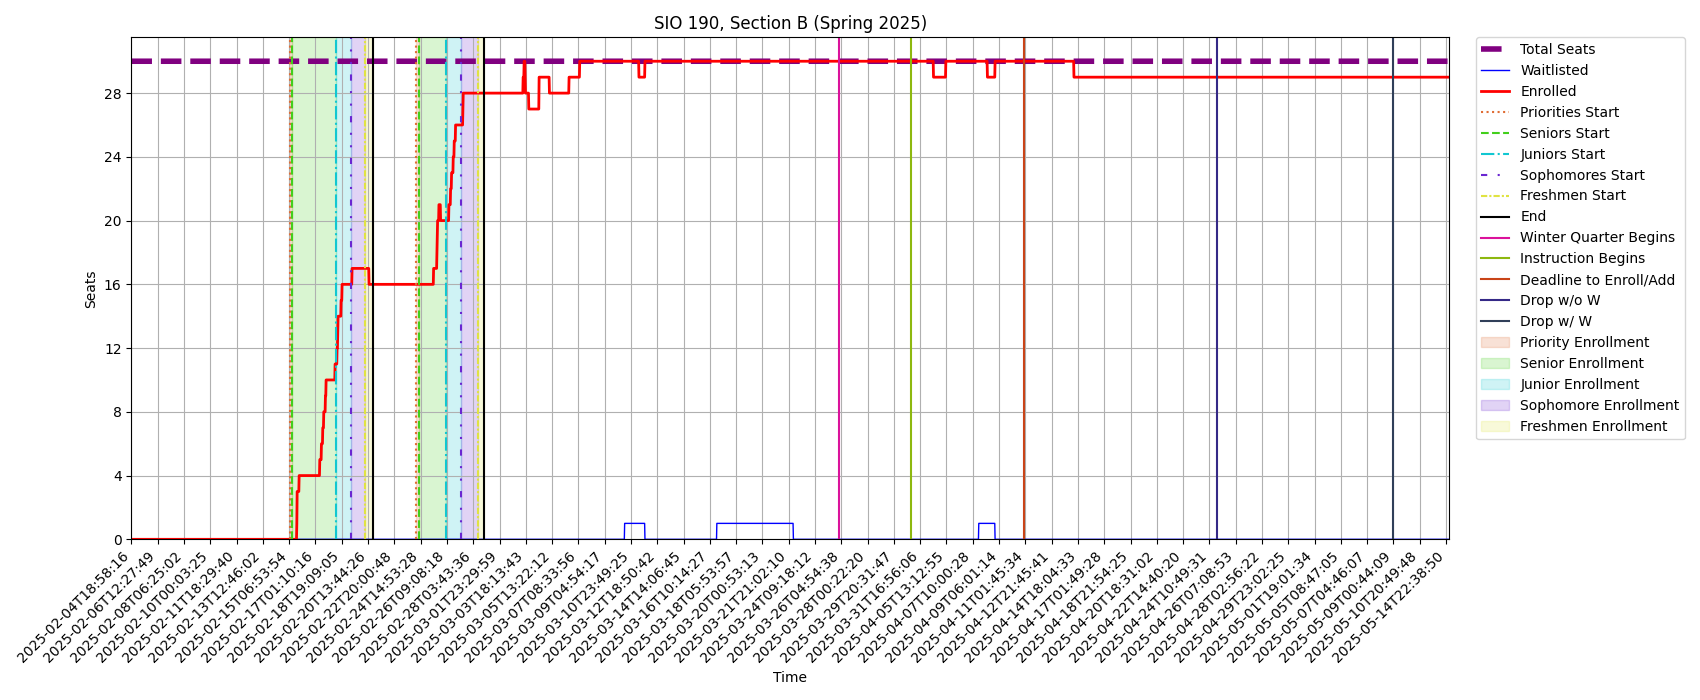 SIO 190, Section B (Spring 2025)
Seats
28
24
20
16
12
8
4
0
2025-02-04T18:58:16
2025-02-06T12:27:49
2025-02-08T06:25:02
2025-02-10T00:03:25
2025-02-11T18:29:40
2025-02-13T12:46:02
2025-02-15T06:53:54
2025-02-17T01:10:16
2025-02-18T19:09:05
2025-02-20T13:44:26
2025-02-22T20:00:48
2025-02-24T14:53:28
2025-02-26T09:08:18
2025-02-28T03:43:36
2025-03-01T23:29:59
2025-03-03T18:13:43
2025-03-05T13:22:12
2025-03-07T08:33:56
2025-03-09T04:54:17
2025-03-10T23:49:25
2025-03-12T18:50:42
2025-03-14T14:06:45
2025-03-16T10:14:27
2025-03-18T05:53:57
2025-03-20T00:53:13
2025-03-21T21:02:10
2025-03-24T09:18:12
2025-03-26T04:54:38
2025-03-28T00:22:20
2025-03-29T20:31:47
2025-03-31T16:56:06
2025-04-05T13:12:55
2025-04-07T10:00:28
2025-04-09T06:01:14
2025-04-11T01:45:34
2025-04-12T21:45:41
2025-04-14T18:04:33
2025-04-17T01:49:28
2025-04-18T21:54:25
2025-04-20T18:31:02
2025-04-22T14:40:20
2025-04-24T10:49:31
2025-04-26T07:08:53
2025-04-28T02:56:22
2025-04-29T23:02:25
2025-05-01T19:01:34
2025-05-05T08:47:05
2025-05-07T04:46:07
2025-05-09T00:44:09
2025-05-10T20:49:48
2025-05-14T22:38:50
Time
Total Seats
Waitlisted
Enrolled
Priorities Start
Seniors Start
Juniors Start
Sophomores Start
Freshmen Start
End
Winter Quarter Begins
Instruction Begins
Deadline to Enroll/Add
Drop w/o W
Drop w/ W
Priority Enrollment
Senior Enrollment
Junior Enrollment
Sophomore Enrollment
Freshmen Enrollment